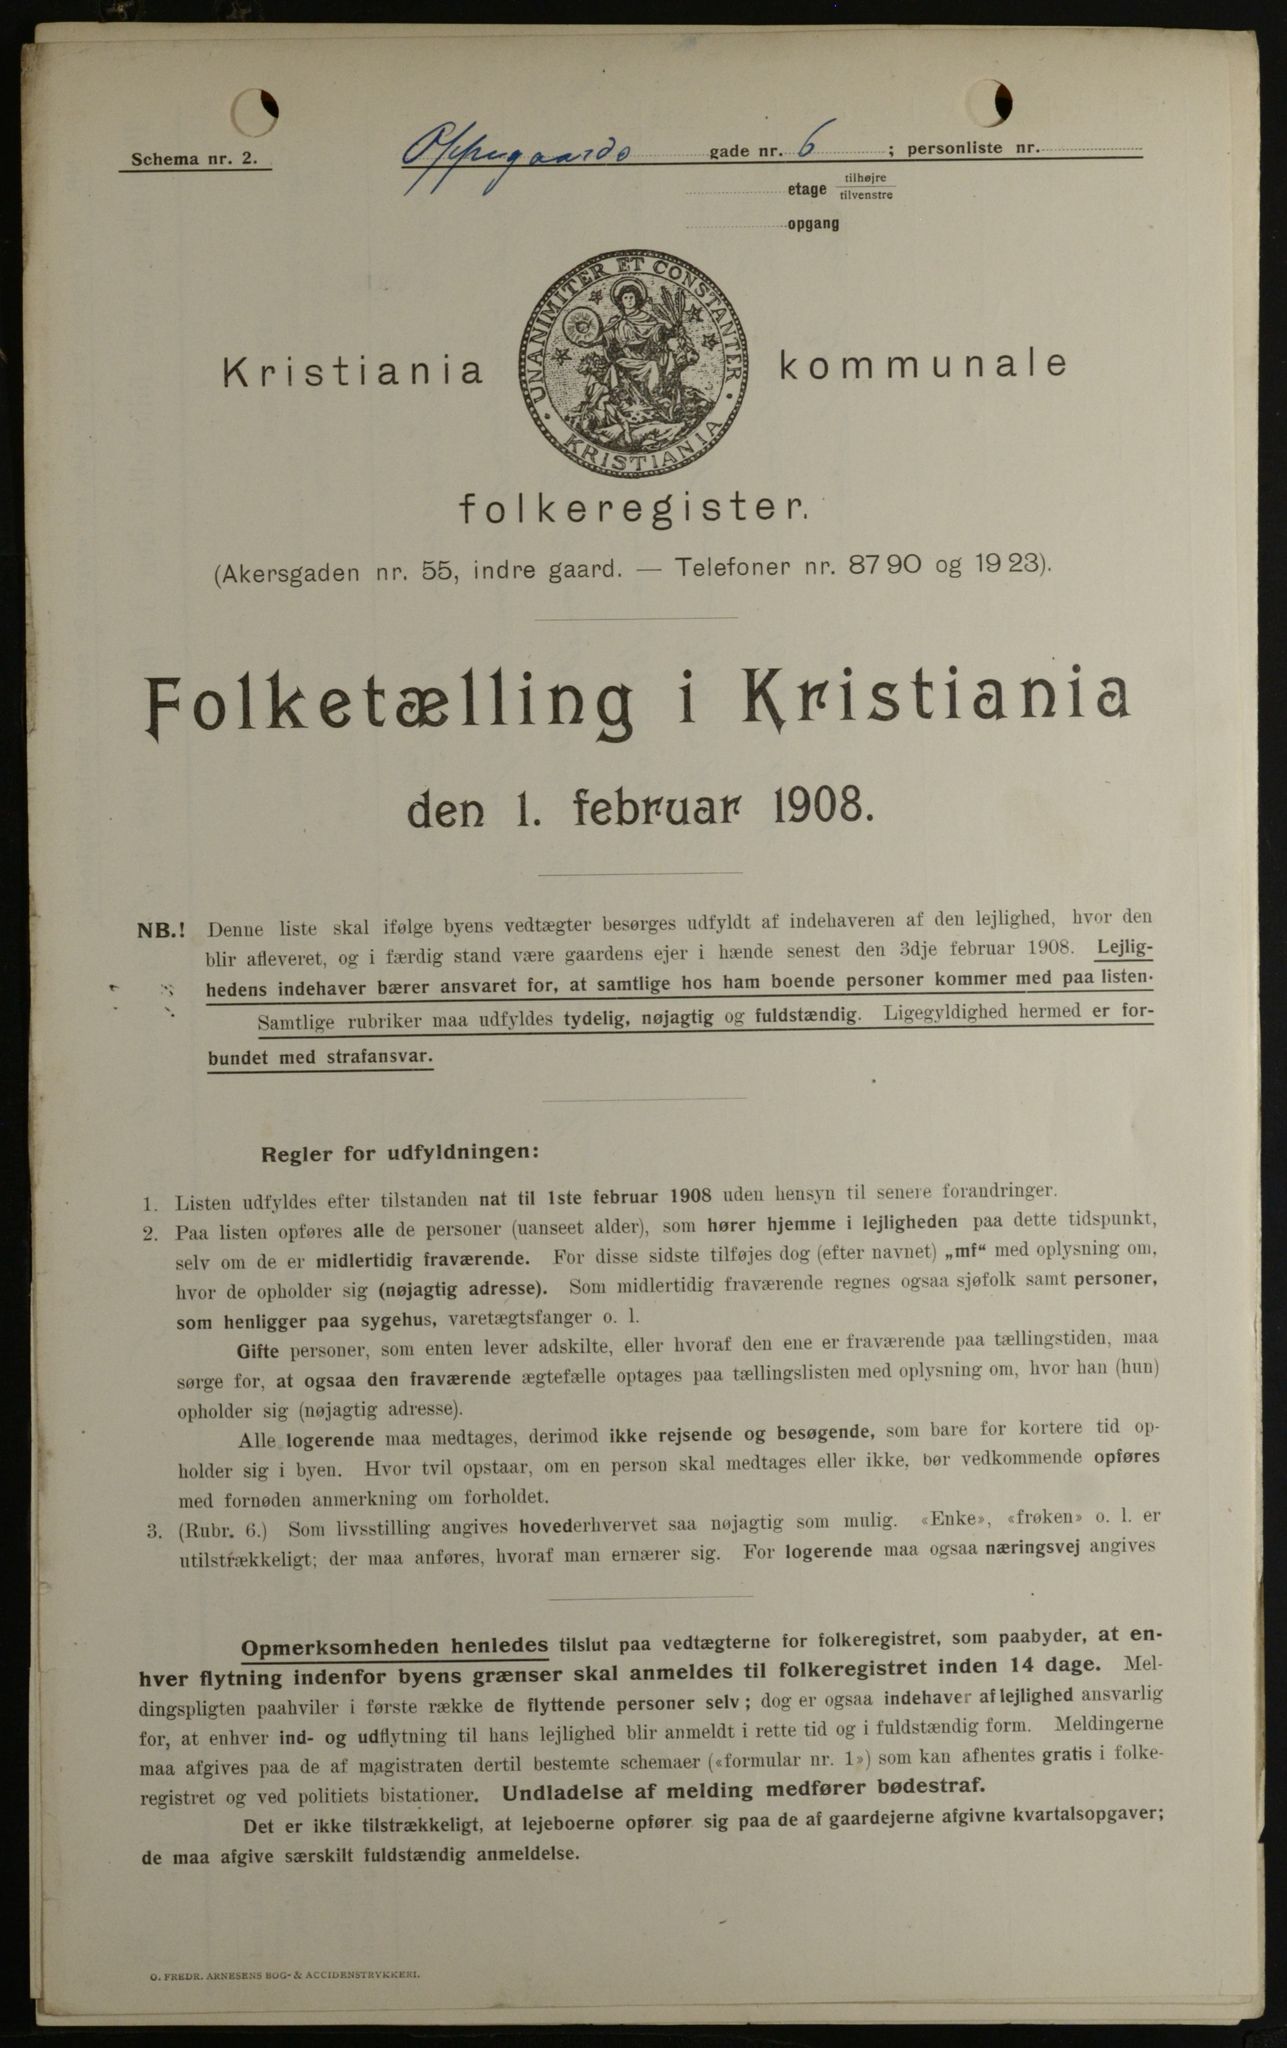 Schema nr. 2.
Oppegaards gade nr. 6 ; personliste nr.
etage tilhøjre
tilvenstre
opgang
UNANIMITER ET CONSTANTER
KRISTIANIA
Kristiania kommunale
folkeregister.
(Akersgaden nr. 55, indre gaard. — Telefoner nr. 8790 og 1923).
Folketælling i Kristiania
den 1. februar 1908.
NB.! Denne liste skal ifølge byens vedtægter besørges udfyldt af indehaveren af den lejlighed, hvor den
blir afleveret, og i færdig stand være gaardens ejer i hænde senest den 3dje februar 1908. Lejlig-
hedens indehaver bærer ansvaret for, at samtlige hos ham boende personer kommer med paa listen.
Samtlige rubriker maa udfyldes tydelig, nøjagtig og fuldstændig. Ligegyldighed hermed er for-
bundet med strafansvar.
Regler for udfyldningen:
1. Listen udfyldes efter tilstanden nat til 1ste februar 1908 uden hensyn til senere forandringer.
2. Paa listen opføres alle de personer (uanseet alder), som hører hjemme i lejligheden paa dette tidspunkt,
selv om de er midlertidig fraværende. For disse sidste tilføjes dog (efter navnet) „mf“ med oplysning om,
hvor de opholder sig (nøjagtig adresse). Som midlertidig fraværende regnes ogsaa sjøfolk samt personer,
som henligger paa sygehus, varetægtsfanger o. l.
Gifte personer, som enten lever adskilte, eller hvoraf den ene er fraværende paa tællingstiden, maa
sørge for, at ogsaa den fraværende ægtefælle optages paa tællingslisten med oplysning om, hvor han (hun)
opholder sig (nøjagtig adresse).
Alle logerende maa medtages, derimod ikke rejsende og besøgende, som bare for kortere tid op-
holder sig i byen. Hvor tvil opstaar, om en person skal medtages eller ikke, bør vedkommende opføres
med fornøden anmerkning om forholdet.
3. (Rubr. 6.) Som livsstilling angives hovederhvervet saa nøjagtig som mulig. «Enke», «frøken» o. l. er
utilstrækkeligt; der maa anføres, hvoraf man ernærer sig. For logerende maa ogsaa næringsvej angives
Opmerksomheden henledes tilslut paa vedtægterne for folkeregistret, som paabyder, at en-
hver flytning indenfor byens grænser skal anmeldes til folkeregistret inden 14 dage. Mel-
dingspligten paahviler i første række de flyttende personer selv; dog er ogsaa indehaver af lejlighed ansvarlig
for, at enhver ind- og udflytning til hans lejlighed blir anmeldt i rette tid og i fuldstændig form. Meldingerne
maa afgives paa de af magistraten dertil bestemte schemaer («formular nr. 1») som kan afhentes gratis i folke-
registret og ved politiets bistationer. Undladelse af melding medfører bødestraf.
Det er ikke tilstrækkeligt, at lejeboerne opfører sig paa de af gaardejerne afgivne kvartalsopgaver;
de maa afgive særskilt fuldstændig anmeldelse.
O. FREDR. ARNESENS BOG- & ACCIDENSTRYKKERI.